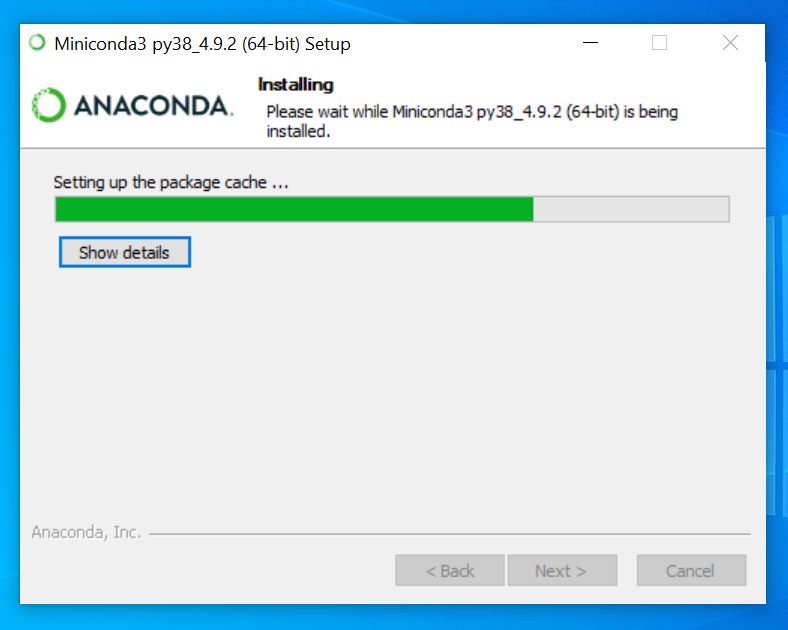 Miniconda3 py38_4.9.2 (64-bit) Setup
ANACONDA.
Installing
Please wait while Miniconda3 py38_4.9.2 (64-bit) is being
installed.
Setting up the package cache ...
Show details
Anaconda, Inc.
< Back
Next >
Cancel